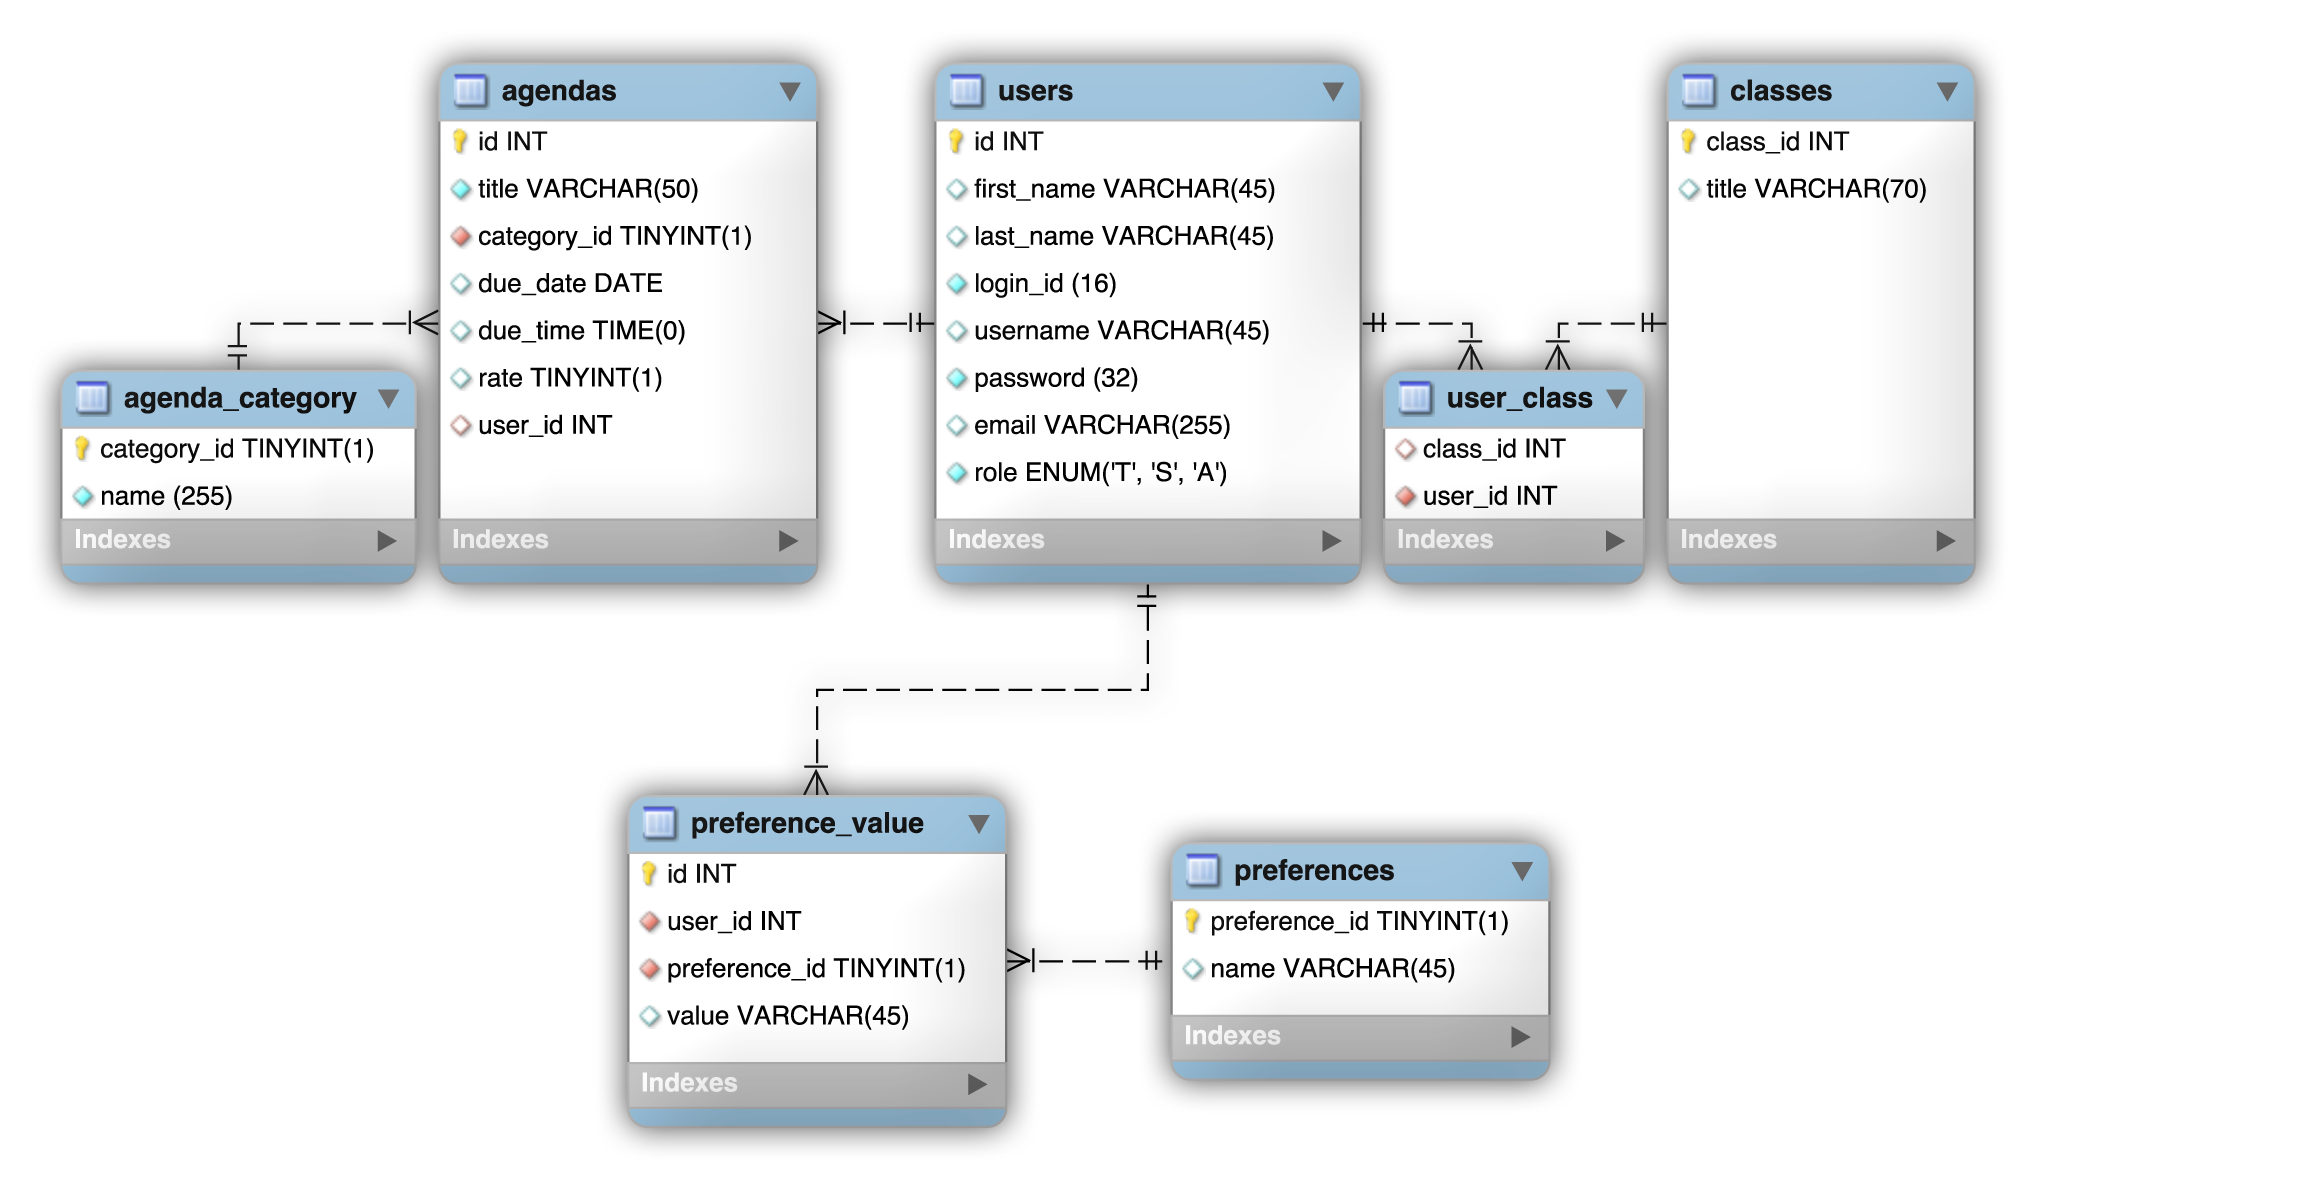 agendas
id INT
title VARCHAR(50)
category_id TINYINT(1)
due_date DATE
due_time TIME(0)
rate TINYINT(1)
user_id INT
Indexes
users
id INT
first_name VARCHAR(45)
last_name VARCHAR(45)
login_id (16)
username VARCHAR(45)
password (32)
email VARCHAR(255)
role ENUM('T', 'S', 'A')
Indexes
classes
class_id INT
title VARCHAR(70)
Indexes
agenda_category
category_id TINYINT(1)
name (255)
Indexes
user_class
class_id INT
user_id INT
Indexes
preference_value
id INT
user_id INT
preference_id TINYINT(1)
value VARCHAR(45)
Indexes
preferences
preference_id TINYINT(1)
name VARCHAR(45)
Indexes